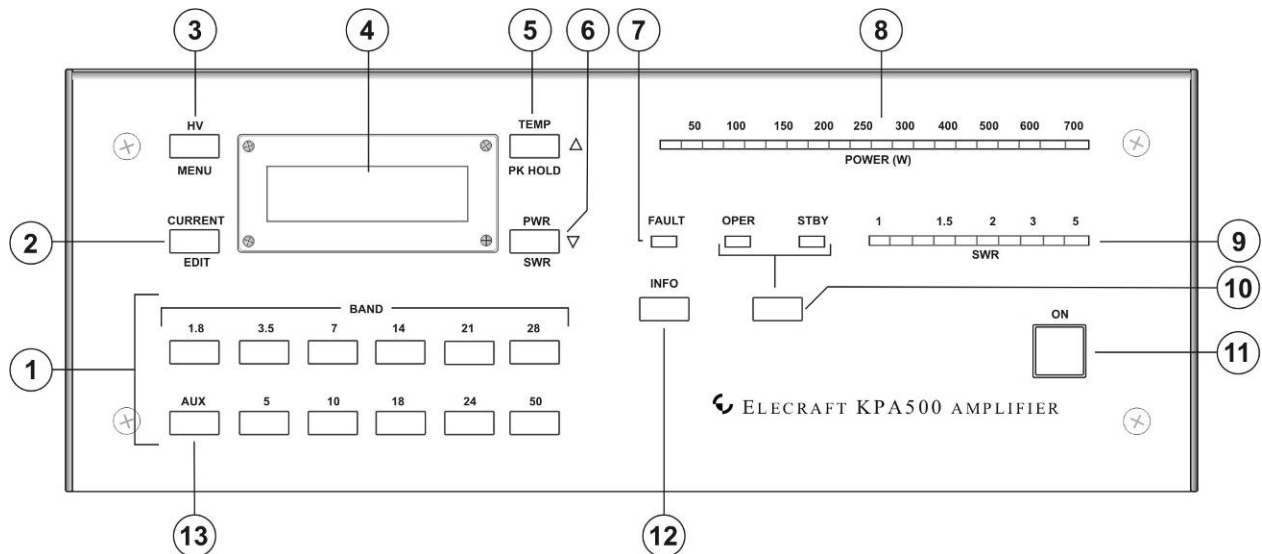 3
4
5
6
7
8
HV
MENU
TEMP
PK HOLD
50 100 150 200 250 300 400 500 600 700
POWER (W)
2
CURRENT
EDIT
PWR
SWR
FAULT
OPER
STBY
1 1.5 2 3 5
SWR
9
INFO
10
1
BAND
1.8 3.5 7 14 21 28
AUX 5 10 18 24 50
ON
11
ELECRAFT KPA500 AMPLIFIER
13
12